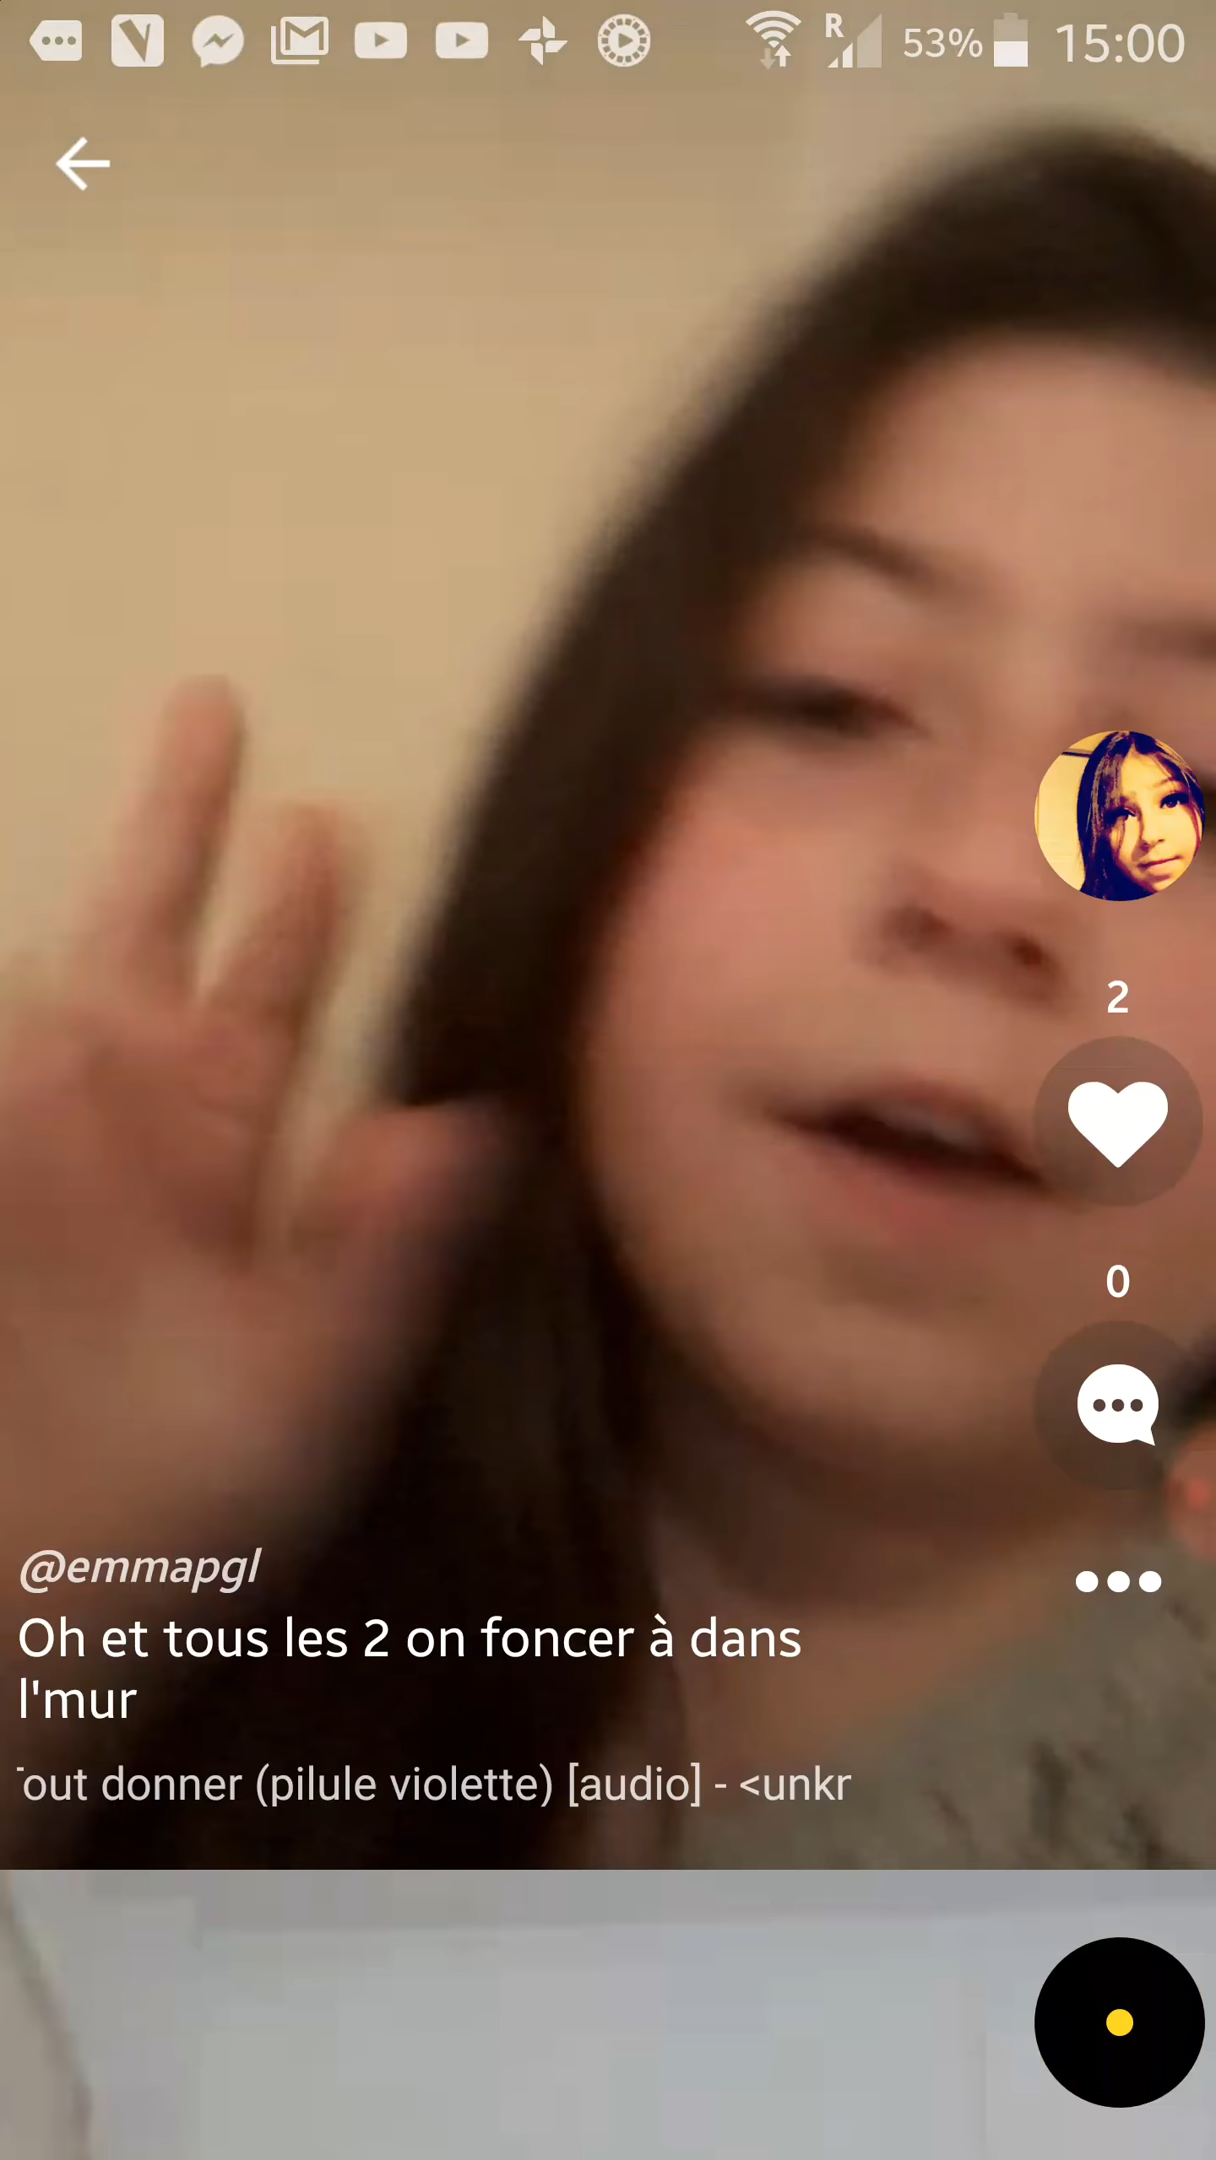 R 53% 15:00
2
0
@emmapgl
Oh et tous les 2 on foncer à dans
l'mur
out donner (pilule violette) [audio] - <unkr